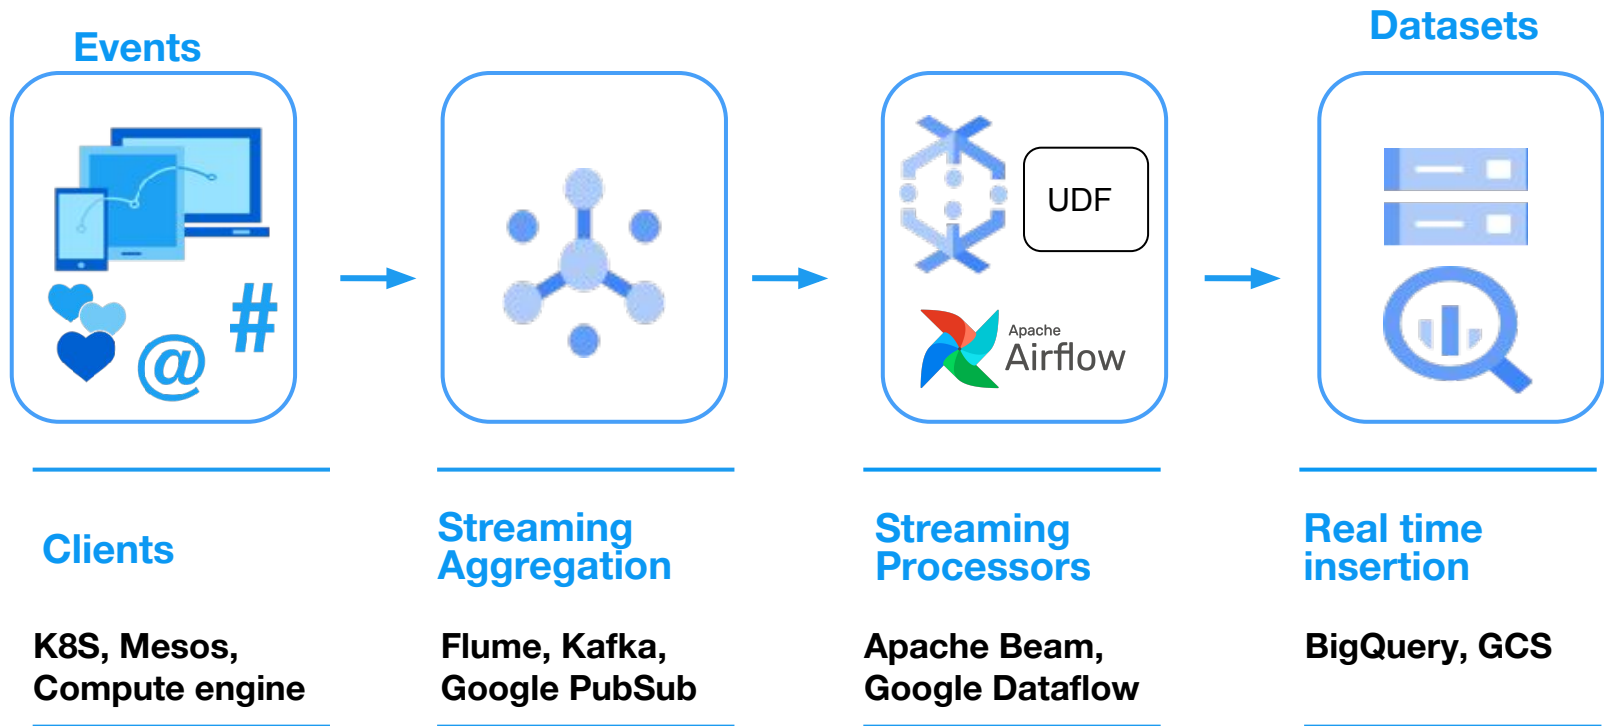 Events
Datasets
#
@
UDF
Apache
Airflow
Clients
Streaming
Aggregation
Streaming
Processors
Real time
insertion
K8S, Mesos,
Compute engine
Flume, Kafka,
Google PubSub
Apache Beam,
Google Dataflow
BigQuery, GCS